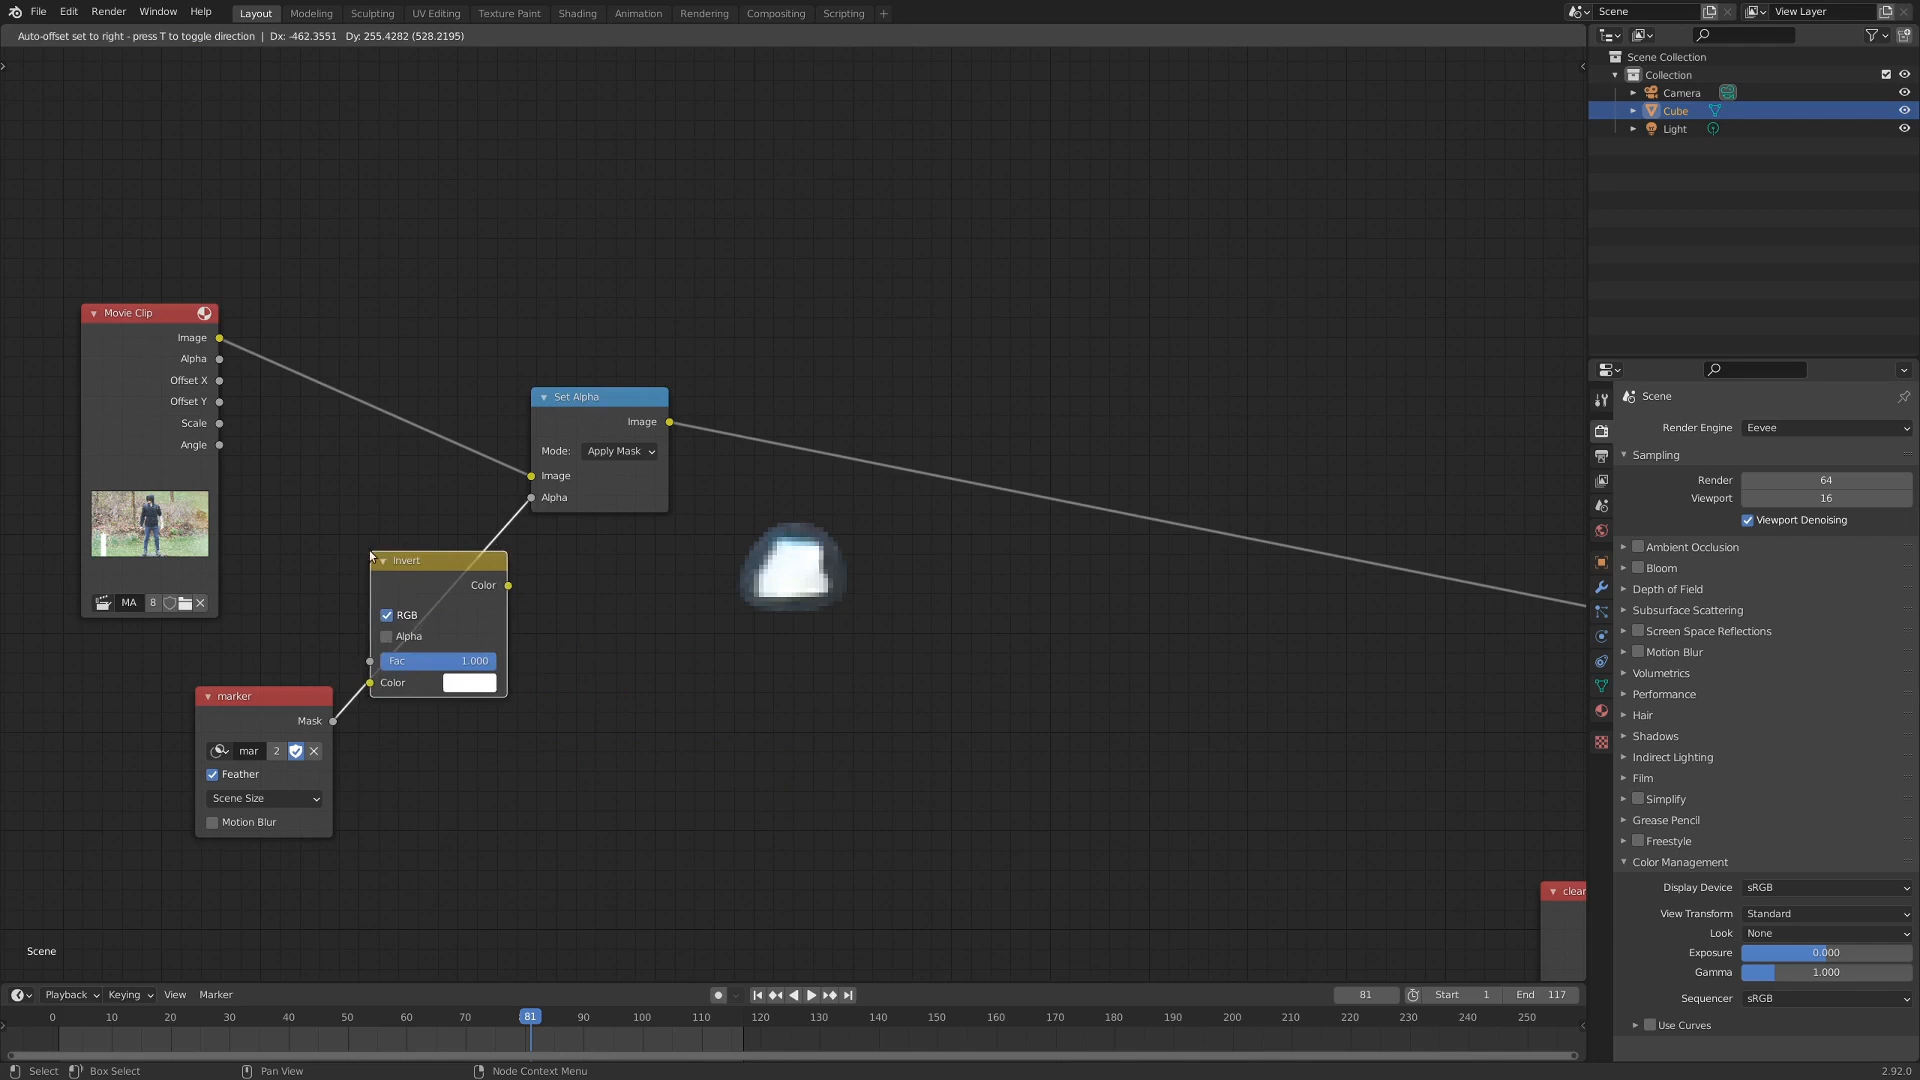 File Edit Render Window Help Layout Modeling Sculpting UV Editing Texture Paint Shading Animation Rendering Compositing Scripting + Scene View Layer
Auto-offset set to right - press T to toggle direction | Dx: -462.3551 Dy: 255.4282 (528.2195)
Scene Collection
Collection
Camera
Cube
Light
Movie Clip
Image
Alpha
Offset X
Offset Y
Scale
Angle
MA 8
Set Alpha
Image
Mode: Apply Mask
Image
Alpha
Invert
Color
RGB
Alpha
Fac 1.000
Color
marker
Mask
mar 2
Feather
Scene Size
Motion Blur
clear
Scene
Scene
Render Engine Eevee
Sampling
Render 64
Viewport 16
Viewport Denoising
Ambient Occlusion
Bloom
Depth of Field
Subsurface Scattering
Screen Space Reflections
Motion Blur
Volumetrics
Performance
Hair
Shadows
Indirect Lighting
Film
Simplify
Grease Pencil
Freestyle
Color Management
Display Device sRGB
View Transform Standard
Look None
Exposure 0.000
Gamma 1.000
Sequencer sRGB
Use Curves
Playback Keying View Marker 81 Start 1 End 117
0 10 20 30 40 50 60 70 81 90 100 110 120 130 140 150 160 170 180 190 200 210 220 230 240 250
Select Box Select Pan View Node Context Menu 2.92.0